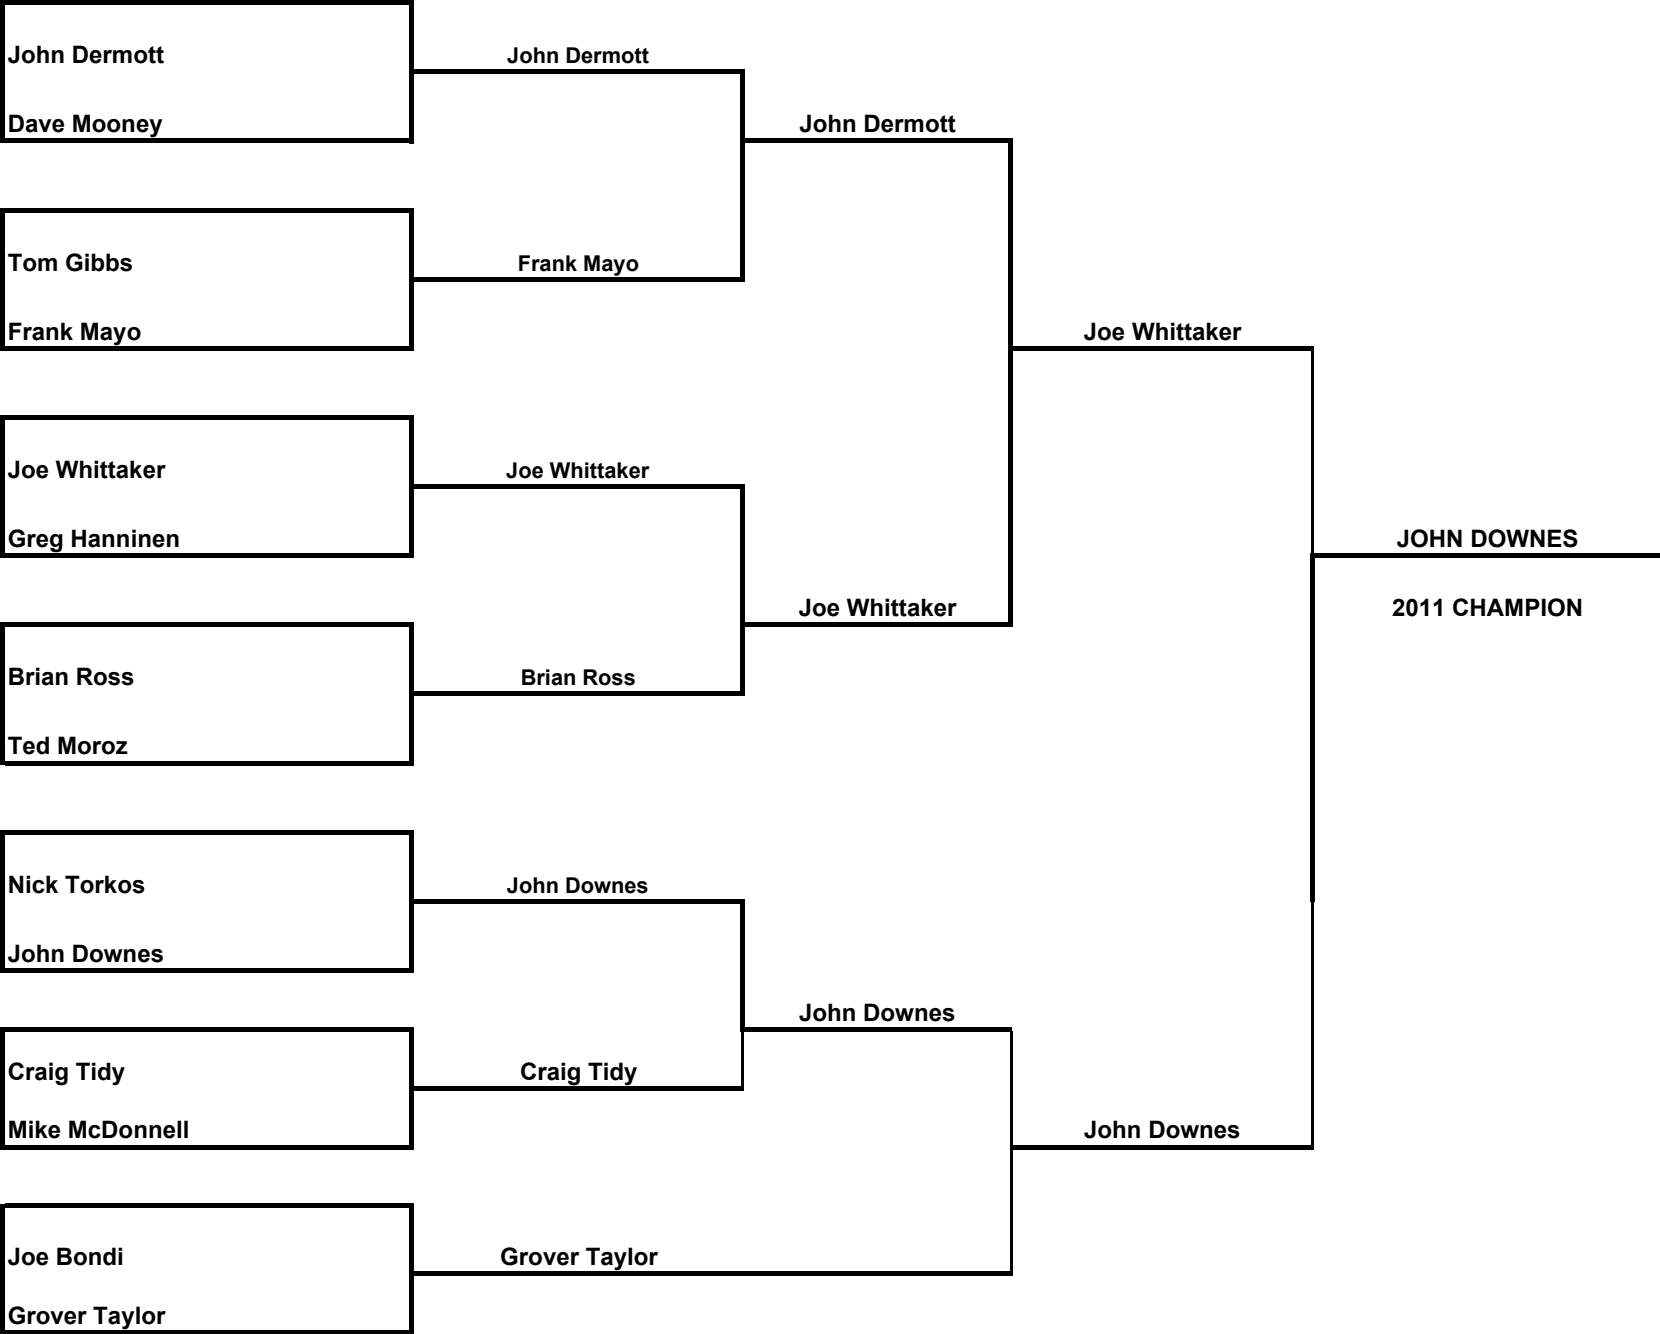 John Dermott
John Dermott
Dave Mooney
John Dermott
Tom Gibbs
Frank Mayo
Frank Mayo
Joe Whittaker
Joe Whittaker
Joe Whittaker
Greg Hanninen
JOHN DOWNES
Joe Whittaker
2011 CHAMPION
Brian Ross
Brian Ross
Ted Moroz
Nick Torkos
John Downes
John Downes
John Downes
Craig Tidy
Craig Tidy
Mike McDonnell
John Downes
Joe Bondi
Grover Taylor
Grover Taylor